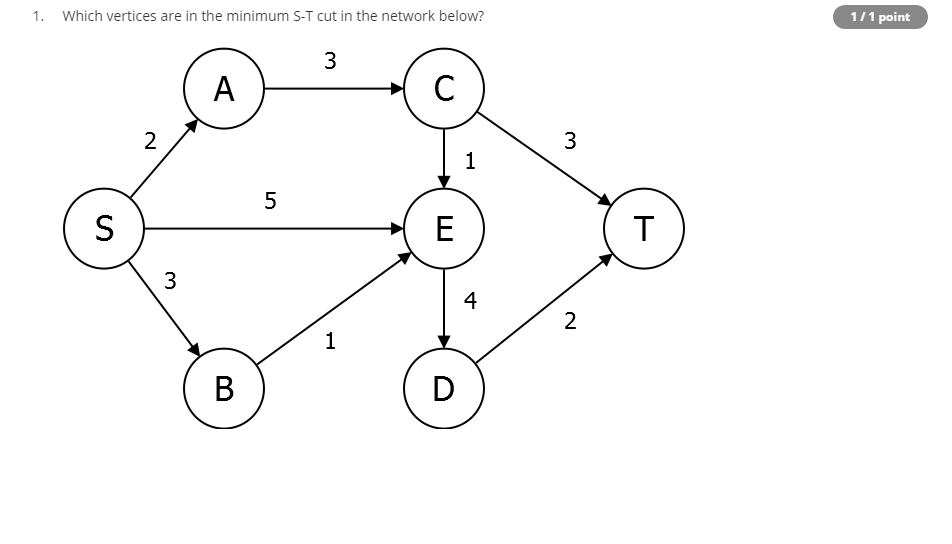 1. Which vertices are in the minimum S-T cut in the network below?
1 / 1 point
3
A
C
2
3
1
5
S
E
T
3
4
2
1
B
D